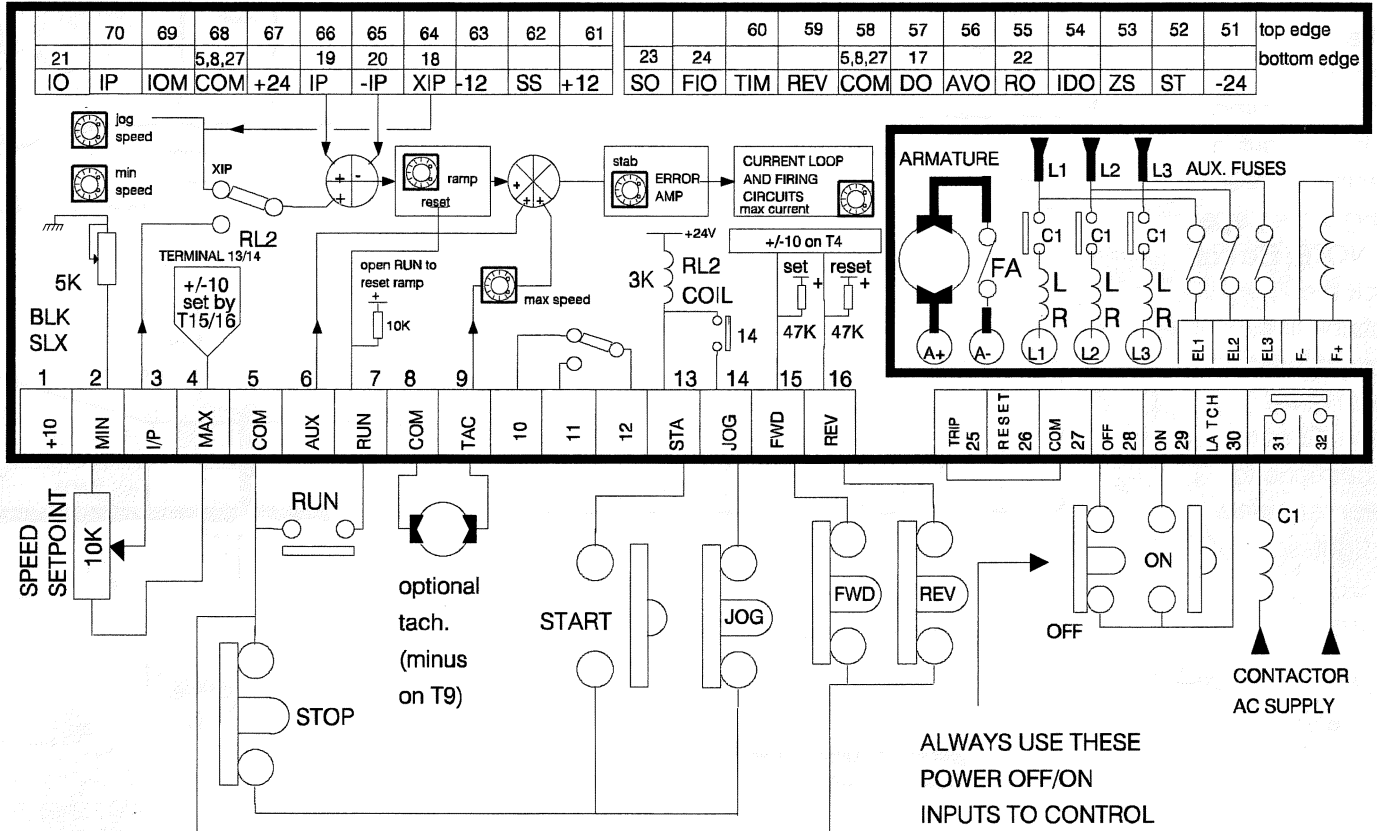 70 69 68 67 66 65 64 63 62 61 60 59 58 57 56 55 54 53 52 51 top edge
21 5,8,27 19 20 18 23 24 5,8,27 17 22 bottom edge
IO IP IOM COM +24 IP -IP XIP -12 SS +12 SO FIO TIM REV COM DO AVO RO IDO ZS ST -24
jog
speed
min
speed
XIP
RL2
+ -
+
ramp
reset
+
+ +
stab
ERROR
AMP
CURRENT LOOP
AND FIRING
CIRCUITS
max current
ARMATURE
L1 L2 L3 AUX. FUSES
C1 C1 C1
FA
L L L
R R R
A+ A- L1 L2 L3 EL1 EL2 EL3 F- F+
5K
BLK
SLX
TERMINAL 13/14
+/-10
set by
T15/16
open RUN to
reset ramp
+
10K
max speed
+24V
3K
RL2
COIL
14
+/-10 on T4
set + reset +
47K 47K
1 2 3 4 5 6 7 8 9 13 14 15 16
+10 MIN I/P MAX COM AUX RUN COM TAC 10 11 12 STA JOG FWD REV
TRIP 25
RESET 26
COM 27
OFF 28
ON 29
LATCH 30
31
32
SPEED
SETPOINT
10K
RUN
STOP
optional
tach.
(minus
on T9)
START
JOG
FWD
REV
OFF
ON
C1
CONTACTOR
AC SUPPLY
ALWAYS USE THESE
POWER OFF/ON
INPUTS TO CONTROL